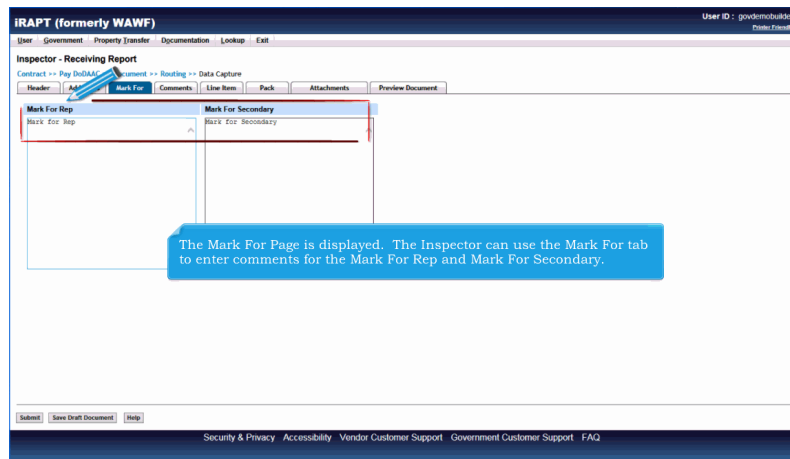 iRAPT (formerly WAWF)
User ID : govdemobuilde
Printer Friendl
User Government Property Transfer Documentation Lookup Exit
Inspector - Receiving Report
Contract >> Pay DoDAAC >> Document >> Routing >> Data Capture
Header Mark For Comments Line Item Pack Attachments Preview Document
Mark For Rep Mark For Secondary
Mark for Rep Mark for Secondary
The Mark For Page is displayed. The Inspector can use the Mark For tab
to enter comments for the Mark For Rep and Mark For Secondary.
Submit Save Draft Document Help
Security & Privacy Accessibility Vendor Customer Support Government Customer Support FAQ